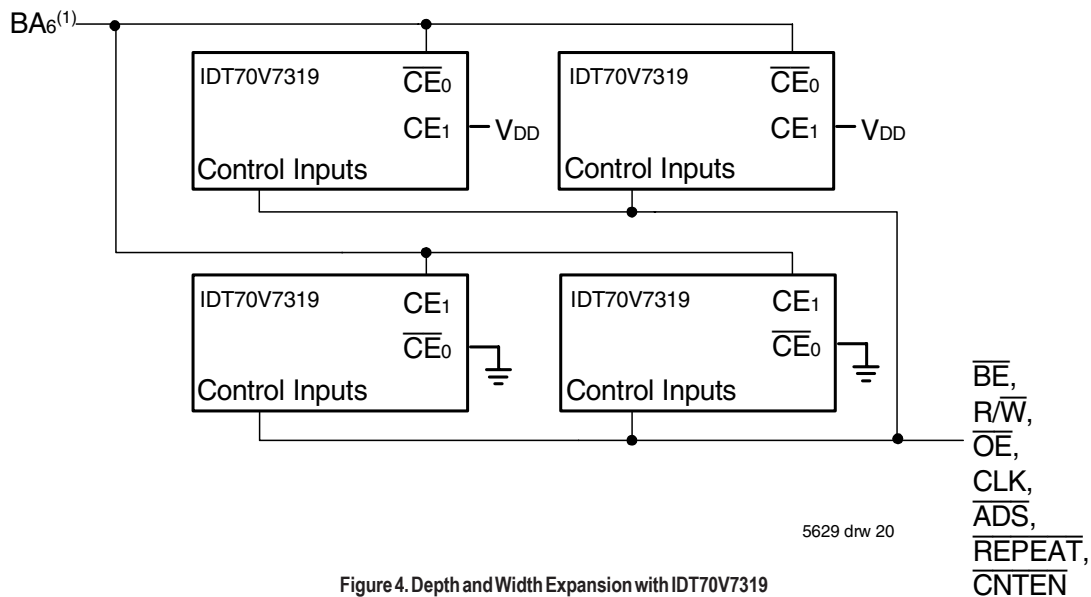 BA6(1)
IDT70V7319
CE0
CE1
VDD
Control Inputs
IDT70V7319
CE0
CE1
VDD
Control Inputs
IDT70V7319
CE1
CE0
Control Inputs
IDT70V7319
CE1
CE0
Control Inputs
BE,
R/W,
OE,
CLK,
ADS,
REPEAT,
CNTEN
5629 drw 20
Figure 4. Depth and Width Expansion with IDT70V7319